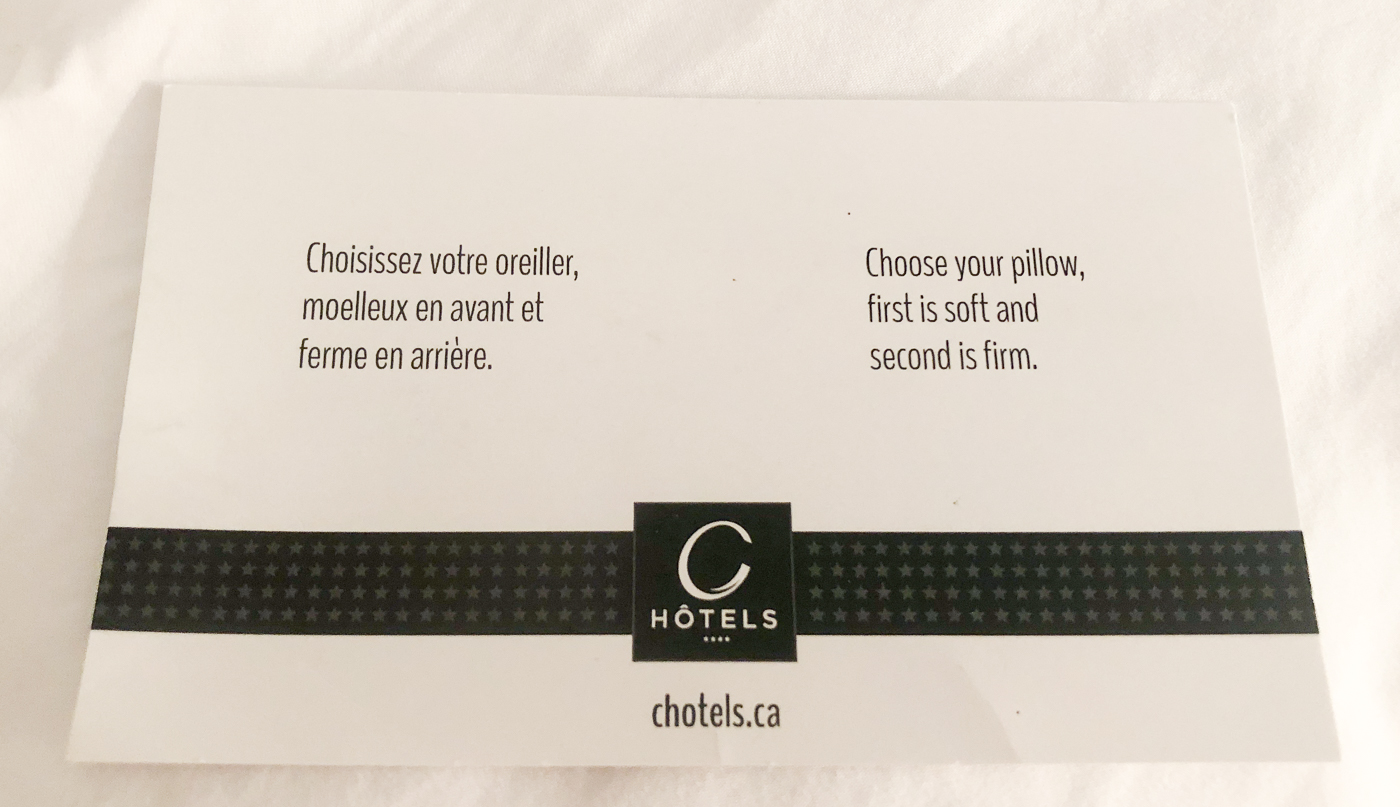 Choisissez votre oreiller,
moelleux en avant et
ferme en arrière.
Choose your pillow,
first is soft and
second is firm.
C
HÔTELS
chotels.ca